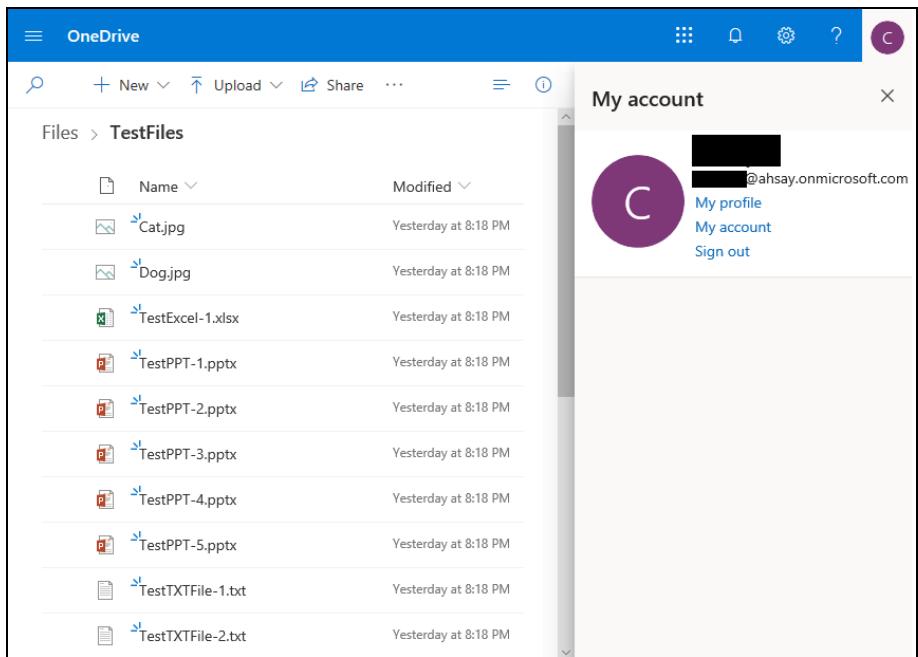 OneDrive
?
C
New
Upload
Share
...
My account
Files > TestFiles
Name
Modified
Cat.jpg
Yesterday at 8:18 PM
Dog.jpg
Yesterday at 8:18 PM
TestExcel-1.xlsx
Yesterday at 8:18 PM
TestPPT-1.pptx
Yesterday at 8:18 PM
TestPPT-2.pptx
Yesterday at 8:18 PM
TestPPT-3.pptx
Yesterday at 8:18 PM
TestPPT-4.pptx
Yesterday at 8:18 PM
TestPPT-5.pptx
Yesterday at 8:18 PM
TestTXTFile-1.txt
Yesterday at 8:18 PM
TestTXTFile-2.txt
Yesterday at 8:18 PM
C
@ahsay.onmicrosoft.com
My profile
My account
Sign out